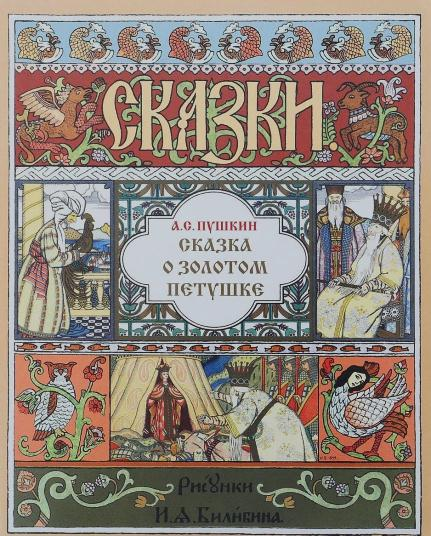 СКАЗКИ.
А.С. ПУШКИН
СКАЗКА
О ЗОЛОТОМ
ПЕТУШКЕ
Рисунки
И. Я. Билибина.